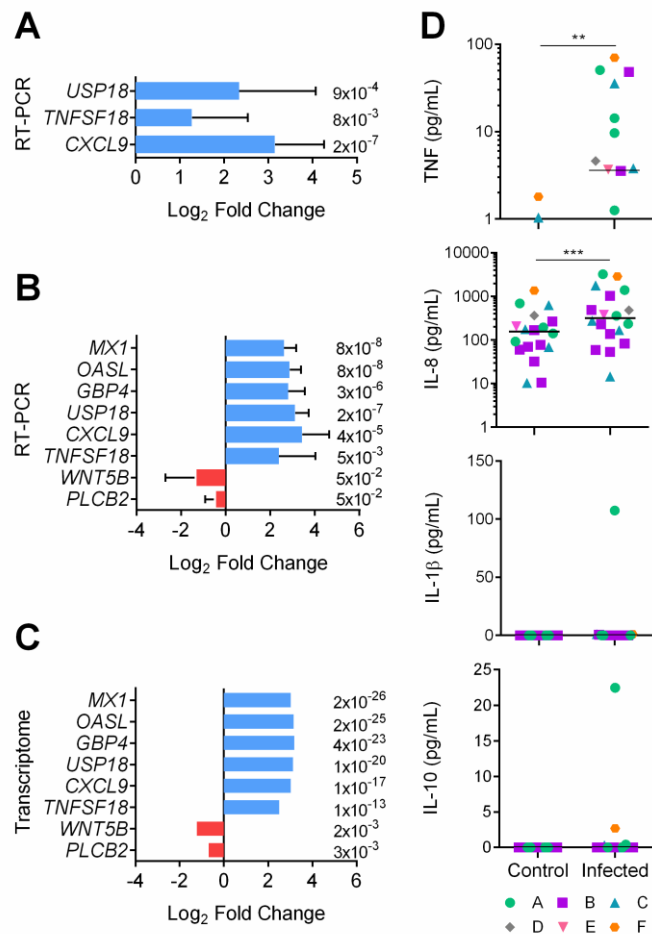 A
RT-PCR
USP18 9x10⁻⁴
TNFSF18 8x10⁻³
CXCL9 2x10⁻⁷
0 1 2 3 4 5
Log₂ Fold Change
B
RT-PCR
MX1 8x10⁻⁸
OASL 8x10⁻⁸
GBP4 3x10⁻⁶
USP18 2x10⁻⁷
CXCL9 4x10⁻⁵
TNFSF18 5x10⁻³
WNT5B 5x10⁻²
PLCB2 5x10⁻²
-4 -2 0 2 4 6
Log₂ Fold Change
C
Transcriptome
MX1 2x10⁻²⁶
OASL 2x10⁻²⁵
GBP4 4x10⁻²³
USP18 1x10⁻²⁰
CXCL9 1x10⁻¹⁷
TNFSF18 1x10⁻¹³
WNT5B 2x10⁻³
PLCB2 3x10⁻³
-4 -2 0 2 4 6
Log₂ Fold Change
D
**
TNF (pg/mL)
100
10
1
***
IL-8 (pg/mL)
10000
1000
100
10
1
IL-1β (pg/mL)
150
100
50
0
IL-10 (pg/mL)
25
20
15
10
5
0
Control Infected
A B C
D E F